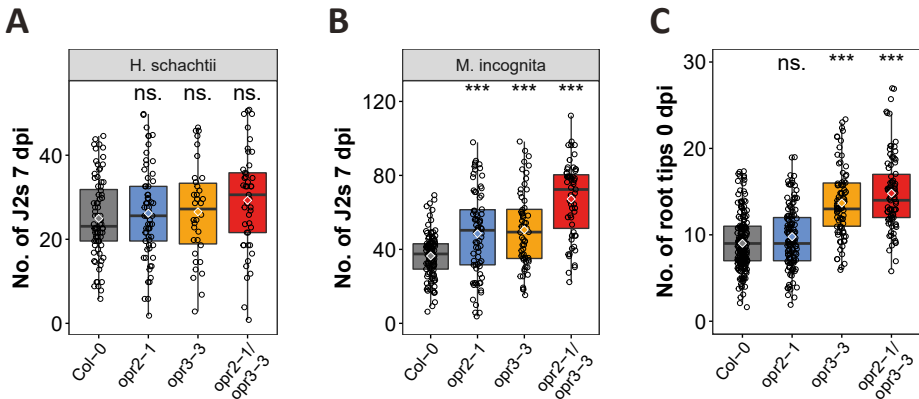 A
H. schachtii
No. of J2s 7 dpi
40
20
0
ns.
ns.
ns.
Col-0
opr2-1
opr3-3
opr2-1/
opr3-3
B
M. incognita
No. of J2s 7 dpi
120
80
40
0
***
***
***
Col-0
opr2-1
opr3-3
opr2-1/
opr3-3
C
No. of root tips 0 dpi
30
20
10
0
ns.
***
***
Col-0
opr2-1
opr3-3
opr2-1/
opr3-3